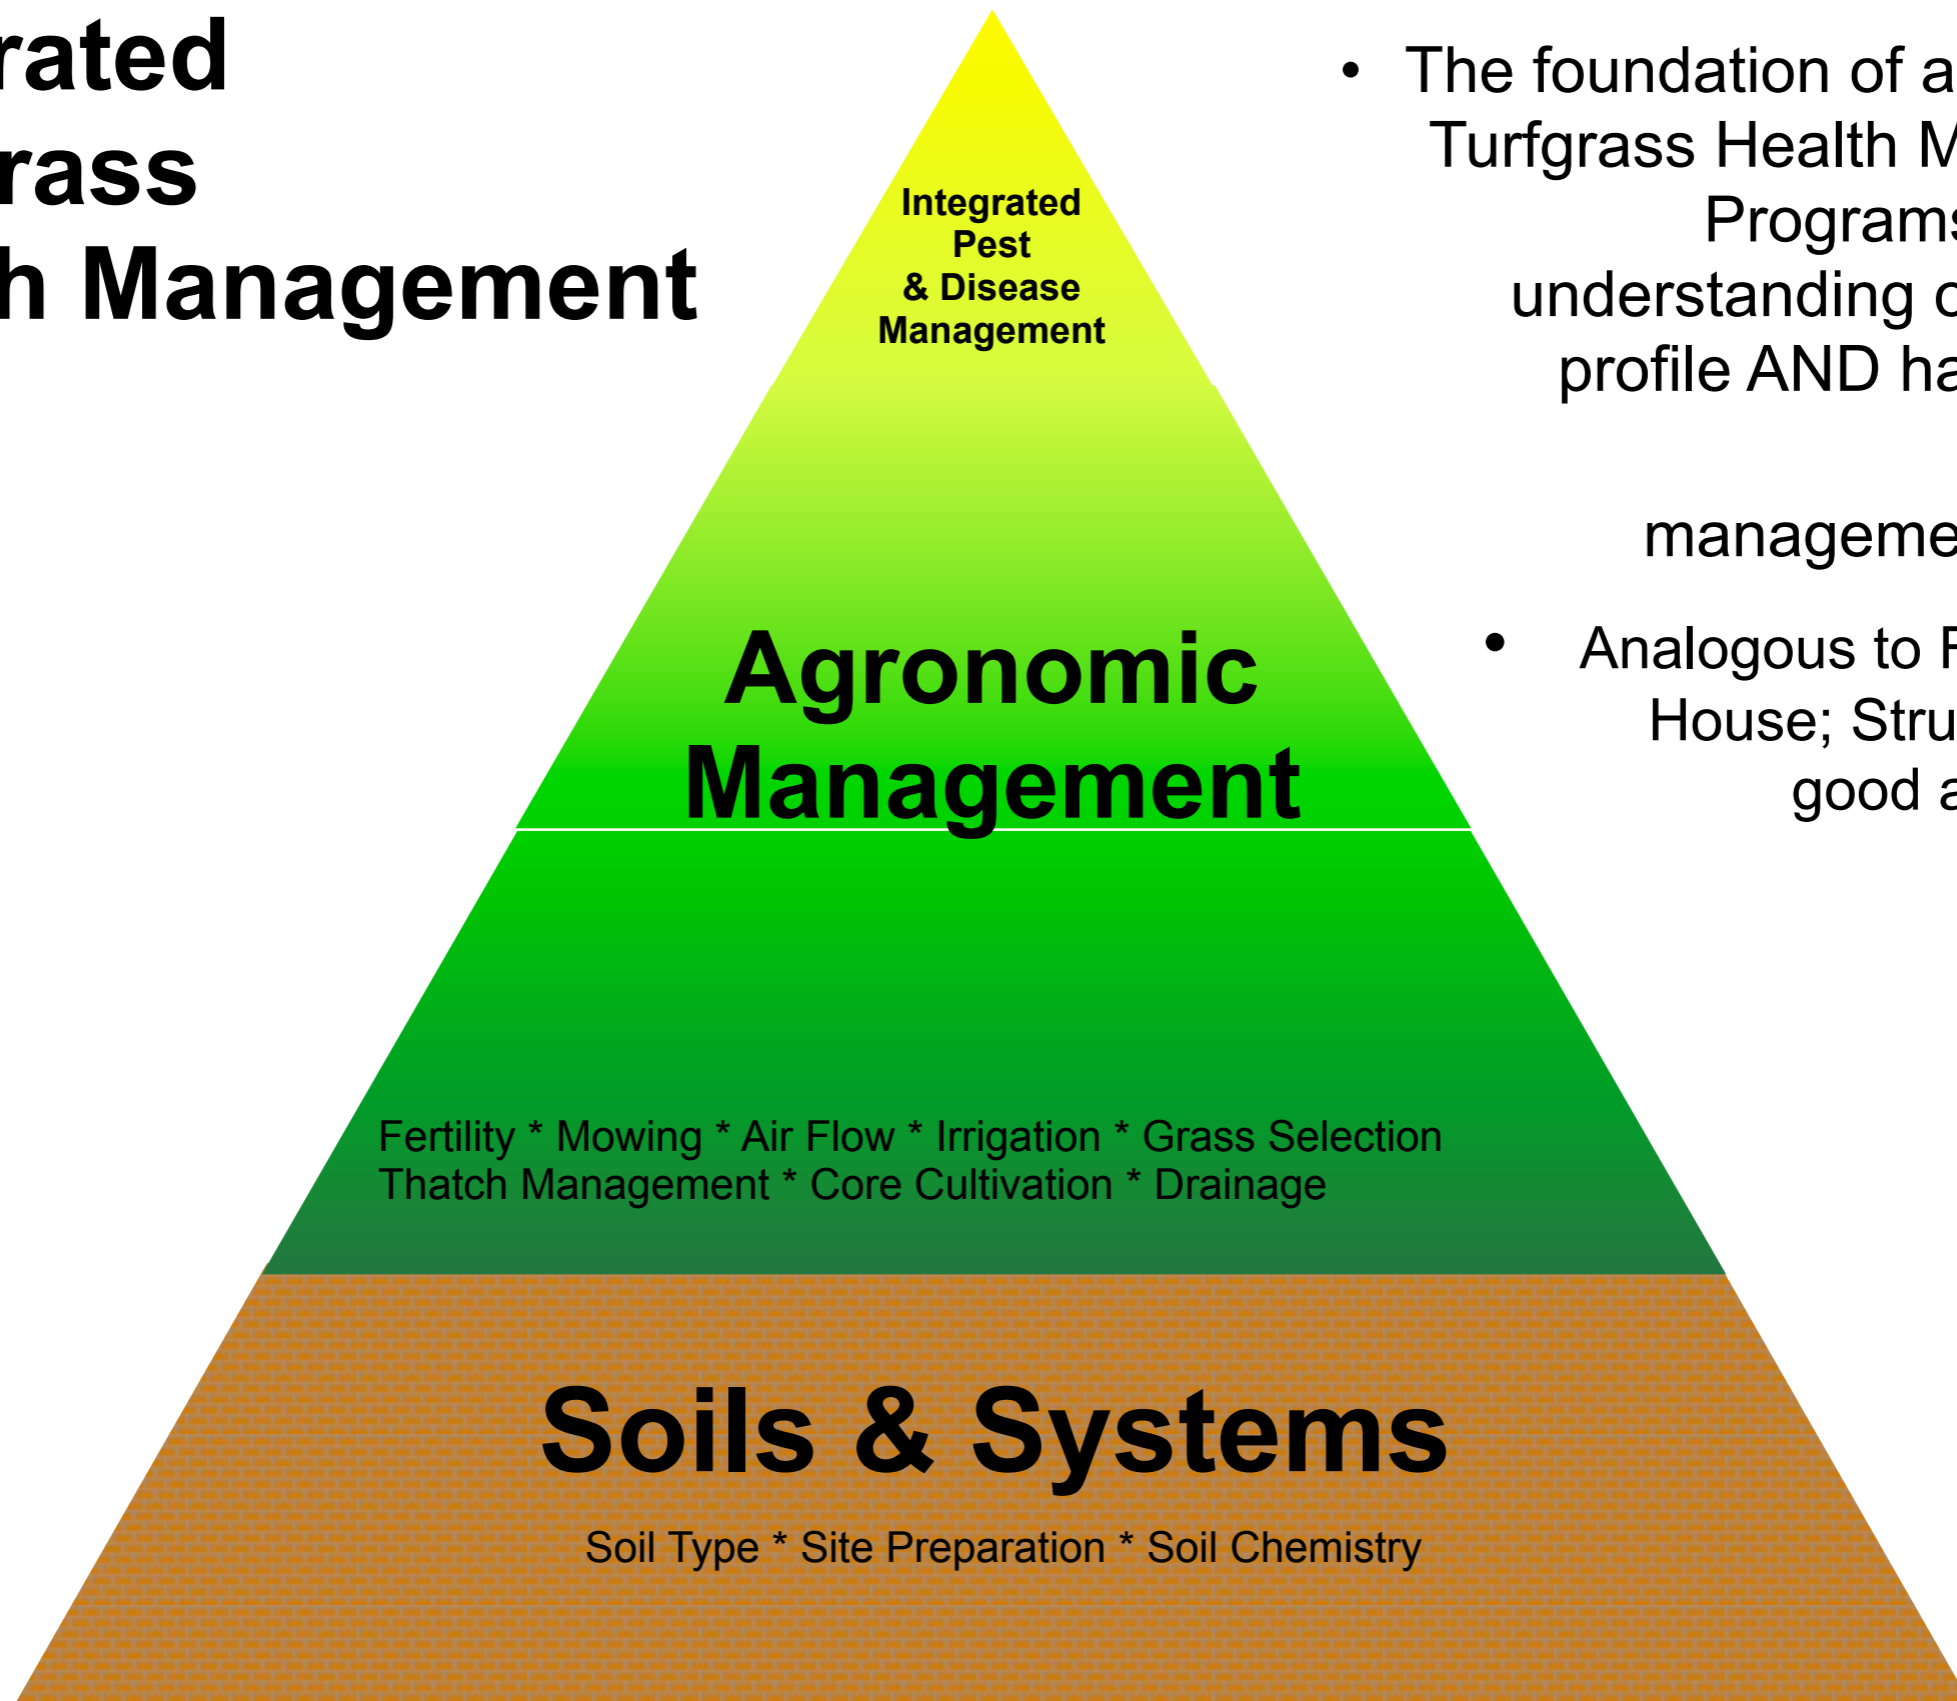 rated
rass
h Management
Integrated
Pest
& Disease
Management
• The foundation of a
Turfgrass Health
Programs
understanding
profile AND ha
manageme
• Analogous to
House; Stru
good a
Agronomic
Management
Fertility * Mowing * Air Flow * Irrigation * Grass Selection
Thatch Management * Core Cultivation * Drainage
Soils & Systems
Soil Type * Site Preparation * Soil Chemistry